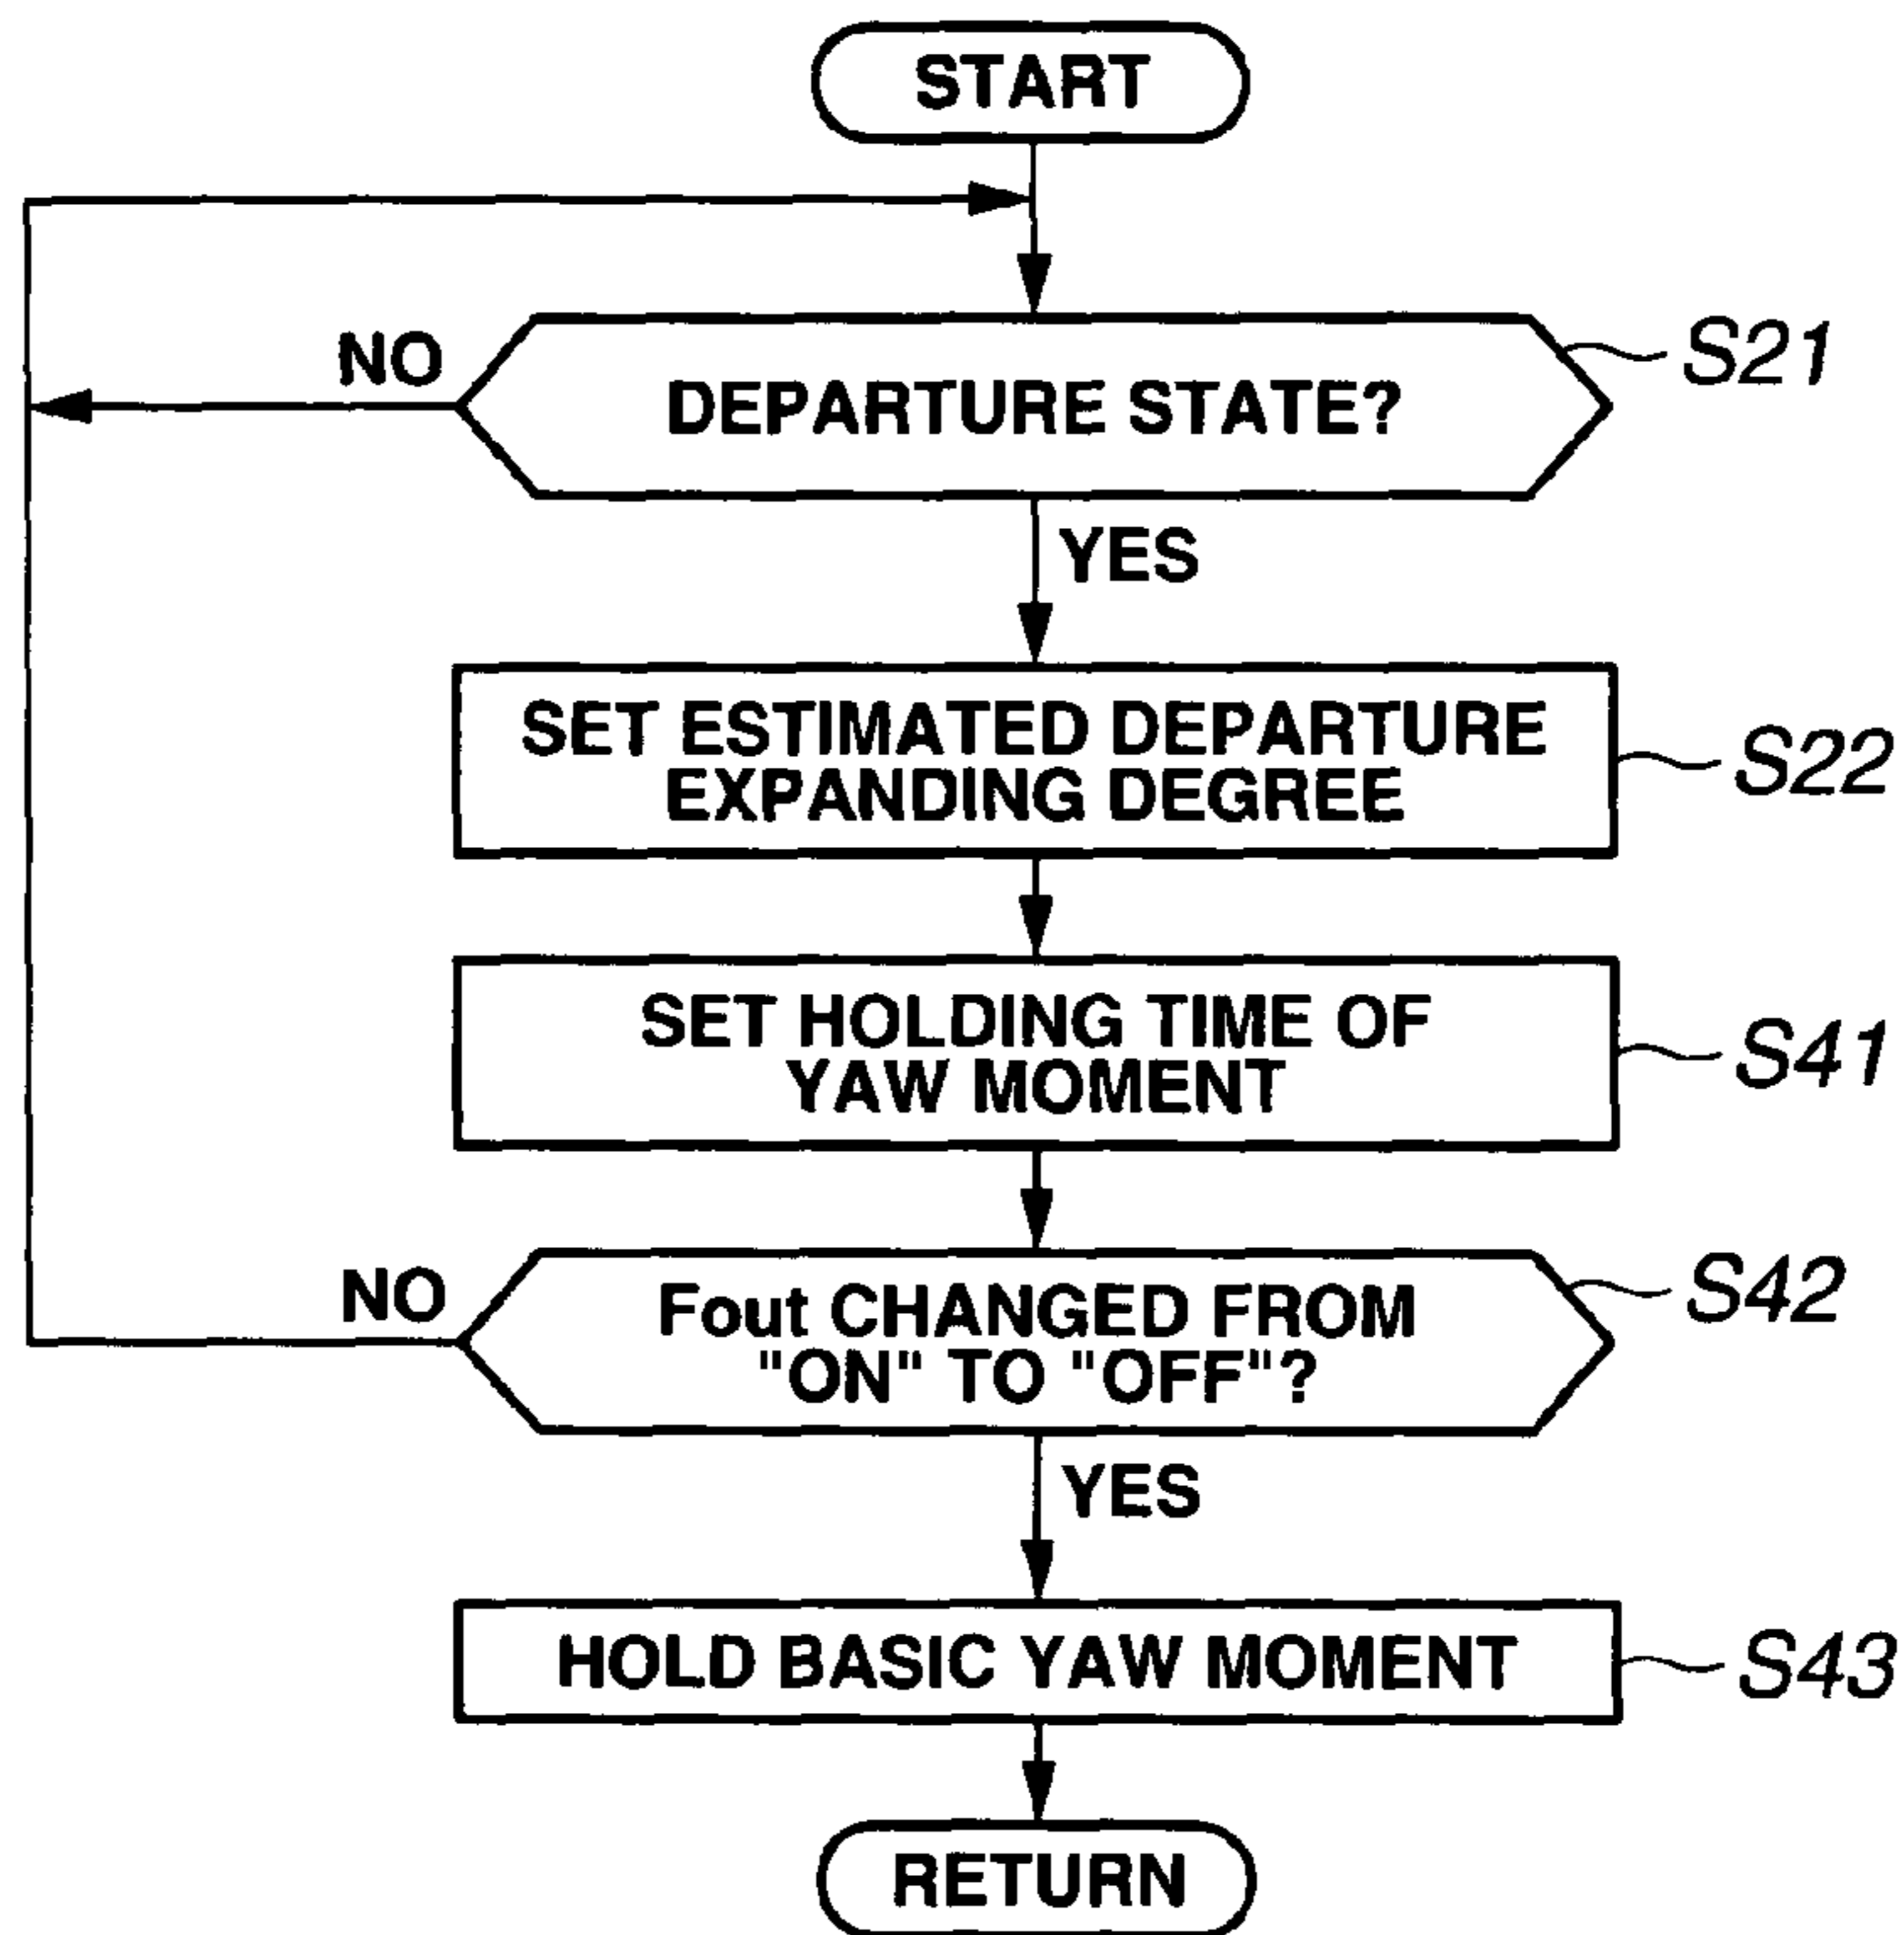 START
NO
DEPARTURE STATE?
S21
YES
SET ESTIMATED DEPARTURE
EXPANDING DEGREE
S22
SET HOLDING TIME OF
YAW MOMENT
S41
NO
Fout CHANGED FROM
"ON" TO "OFF"?
S42
YES
HOLD BASIC YAW MOMENT
S43
RETURN